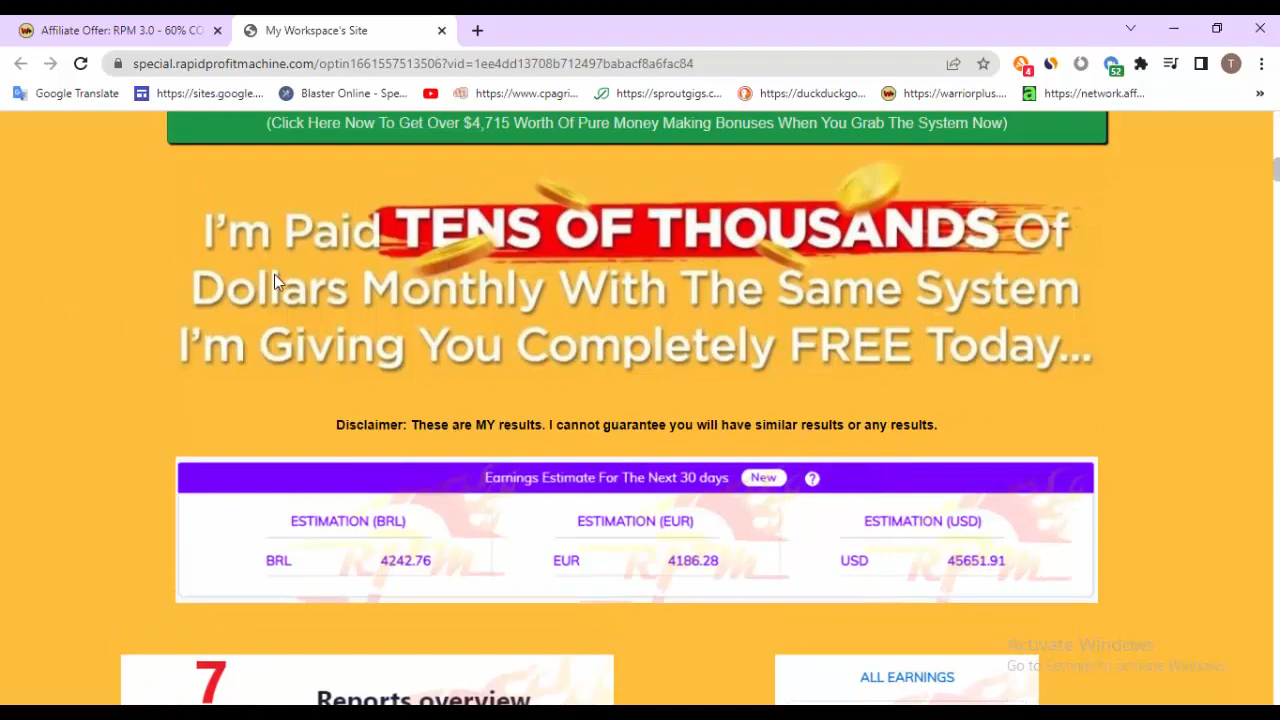 Affiliate Offer: RPM 3.0 - 60% CO
My Workspace's Site
special.rapidprofitmachine.com/optin1661557513506?vid=1ee4dd13708b712497babacf8a6fac84
4
52
T
Google Translate
https://sites.google....
Blaster Online - Spe...
https://www.cpagri...
https://sproutgigs.c...
https://duckduckgo...
https://warriorplus....
https://network.aff...
(Click Here Now To Get Over $4,715 Worth Of Pure Money Making Bonuses When You Grab The System Now)
I'm Paid TENS OF THOUSANDS Of
Dollars Monthly With The Same System
I'm Giving You Completely FREE Today...
Disclaimer: These are MY results. I cannot guarantee you will have similar results or any results.
Earnings Estimate For The Next 30 days New ?
ESTIMATION (BRL) ESTIMATION (EUR) ESTIMATION (USD)
BRL 4242.76 EUR 4186.28 USD 45651.91
Activate Windows
Go to Settings to activate Windows.
7
Reports overview
ALL EARNINGS